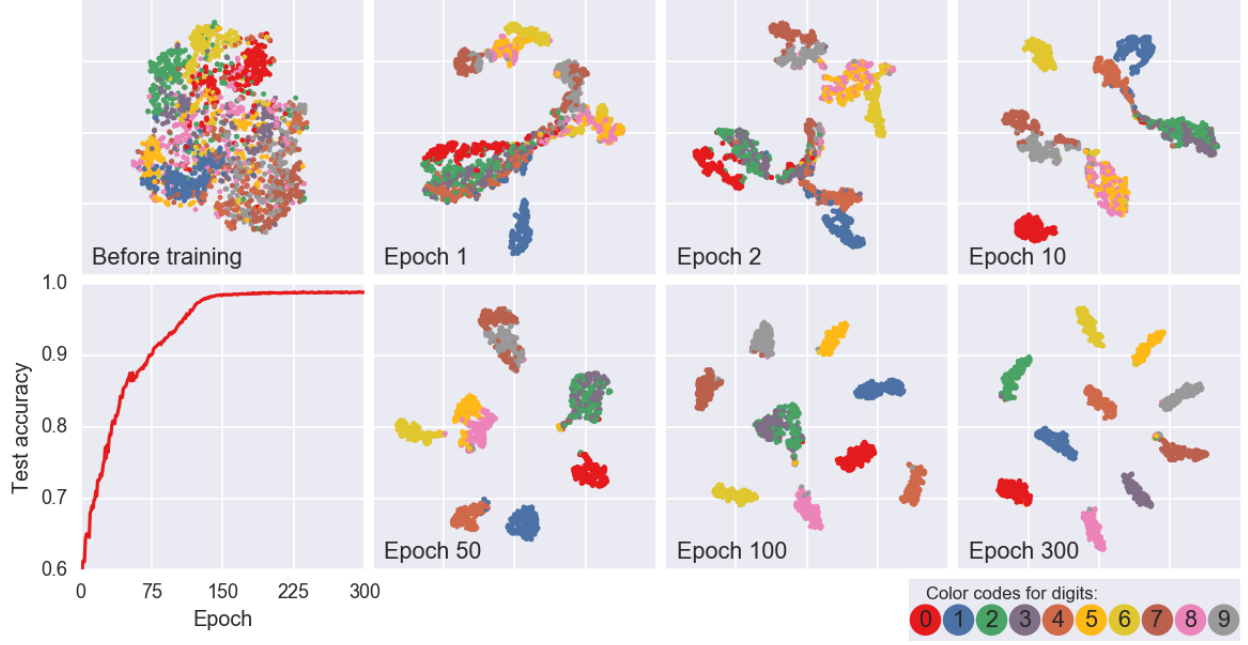 Before training
Epoch 1
Epoch 2
Epoch 10
1.0
0.9
0.8
0.7
0.6
Test accuracy
0 75 150 225 300
Epoch
Epoch 50
Epoch 100
Epoch 300
Color codes for digits:
0 1 2 3 4 5 6 7 8 9